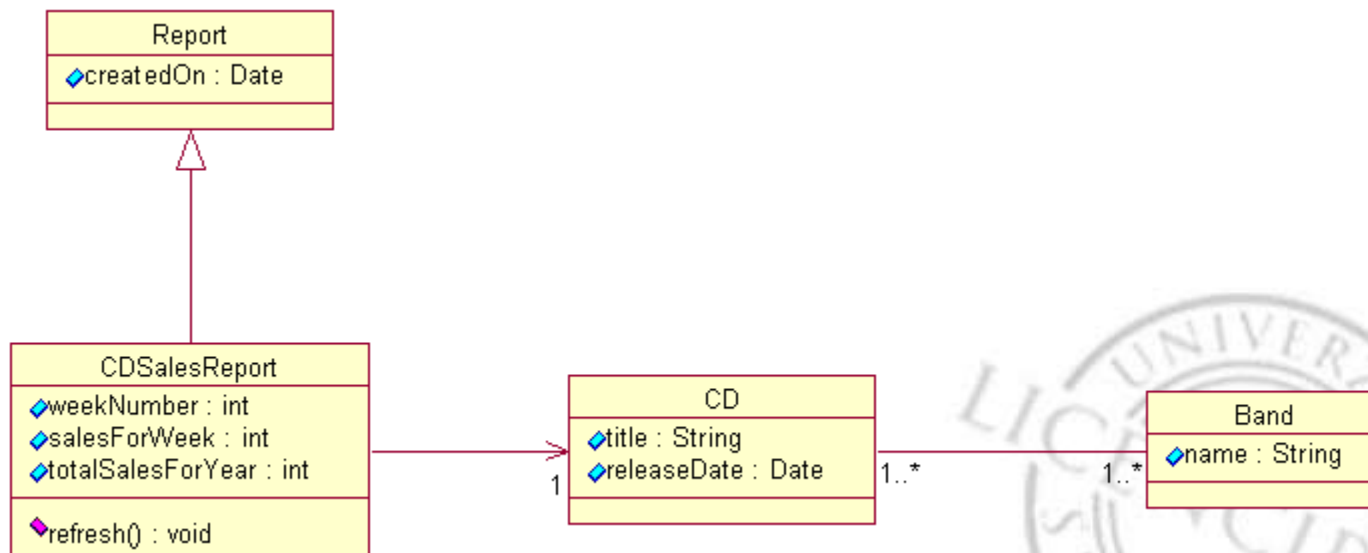 Report
createdOn : Date
CDSalesReport
weekNumber : int
salesForWeek : int
totalSalesForYear : int
refresh() : void
1
CD
title : String
releaseDate : Date
1..*
1..*
Band
name : String
UNIVER